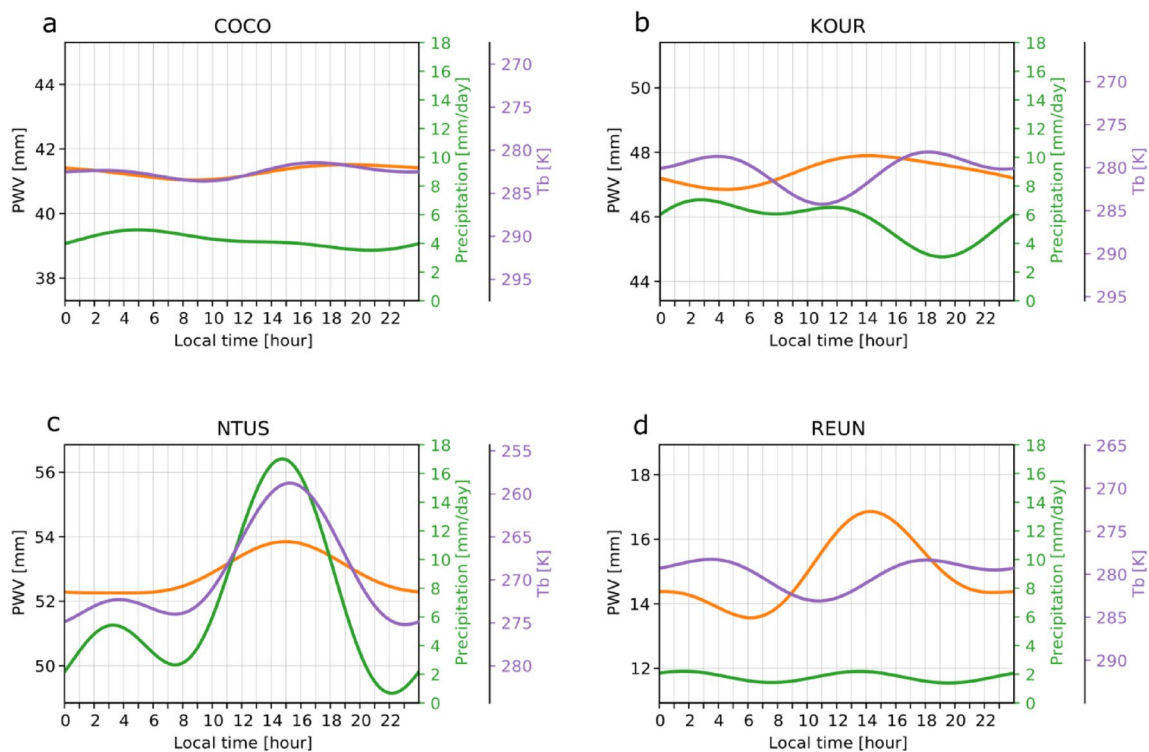 a
COCO
PWV [mm]
44
42
40
38
0 2 4 6 8 10 12 14 16 18 20 22
Local time [hour]
18
16
14
12
10
8
6
4
2
0
Precipitation [mm/day]
270
275
280
285
290
295
Tb [K]
b
KOUR
PWV [mm]
50
48
46
44
0 2 4 6 8 10 12 14 16 18 20 22
Local time [hour]
18
16
14
12
10
8
6
4
2
0
Precipitation [mm/day]
270
275
280
285
290
295
Tb [K]
c
NTUS
PWV [mm]
56
54
52
50
0 2 4 6 8 10 12 14 16 18 20 22
Local time [hour]
18
16
14
12
10
8
6
4
2
0
Precipitation [mm/day]
255
260
265
270
275
280
Tb [K]
d
REUN
PWV [mm]
18
16
14
12
0 2 4 6 8 10 12 14 16 18 20 22
Local time [hour]
18
16
14
12
10
8
6
4
2
0
Precipitation [mm/day]
265
270
275
280
285
290
Tb [K]